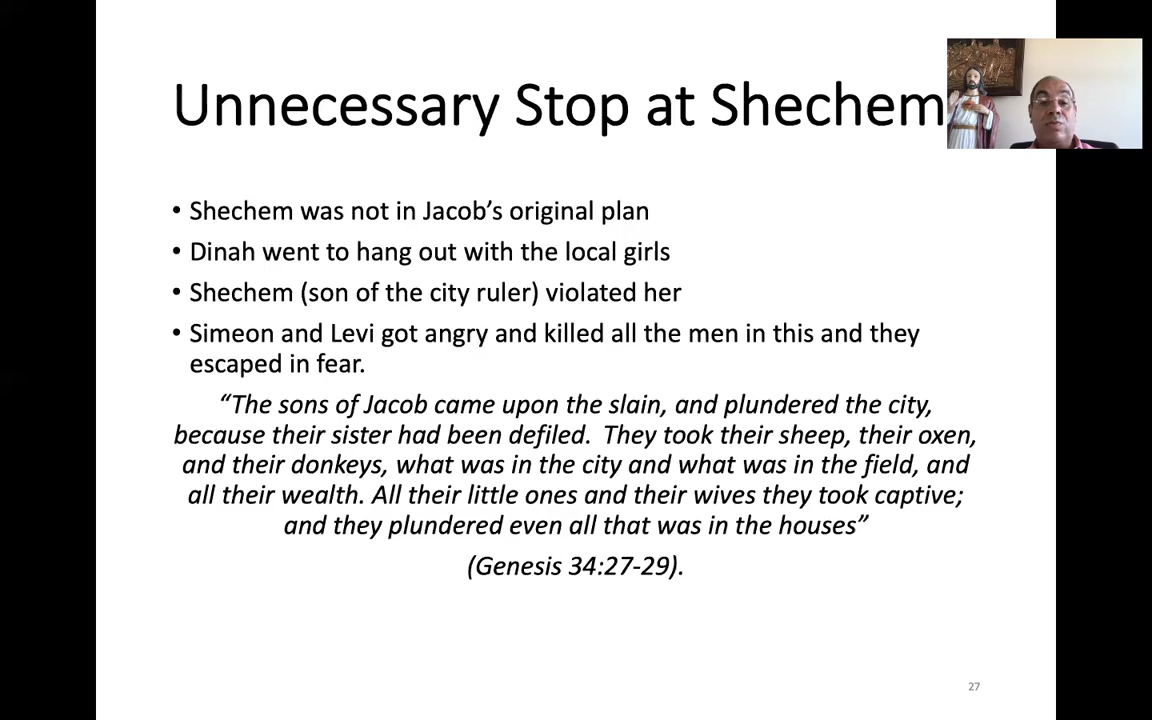 Unnecessary Stop at Shechem
• Shechem was not in Jacob’s original plan
• Dinah went to hang out with the local girls
• Shechem (son of the city ruler) violated her
• Simeon and Levi got angry and killed all the men in this and they
escaped in fear.
“The sons of Jacob came upon the slain, and plundered the city,
because their sister had been defiled.  They took their sheep, their oxen,
and their donkeys, what was in the city and what was in the field, and
all their wealth. All their little ones and their wives they took captive;
and they plundered even all that was in the houses”
(Genesis 34:27-29).
27